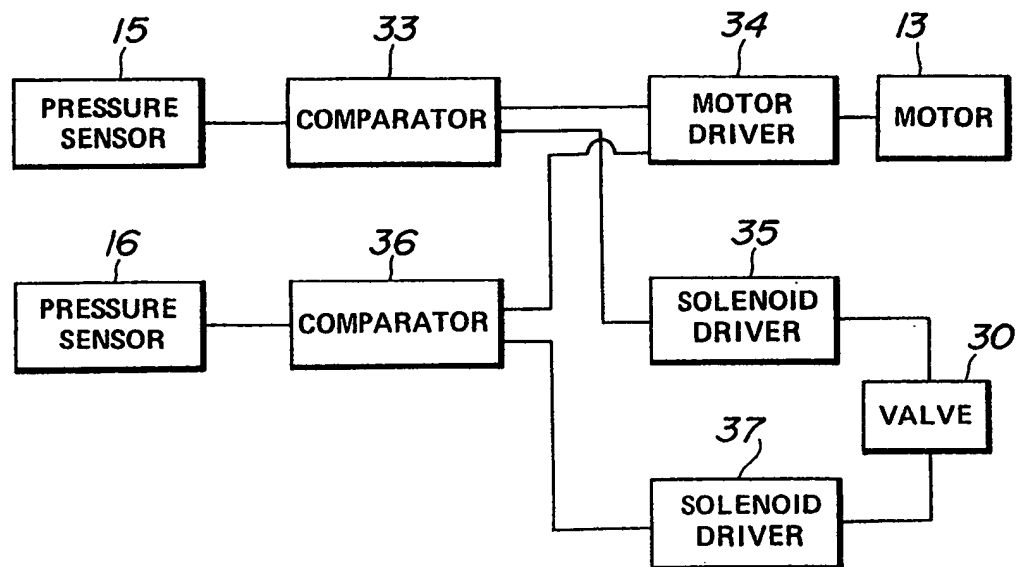 15
33
34
13
PRESSURE
SENSOR
COMPARATOR
MOTOR
DRIVER
MOTOR
16
36
35
PRESSURE
SENSOR
COMPARATOR
SOLENOID
DRIVER
30
VALVE
37
SOLENOID
DRIVER